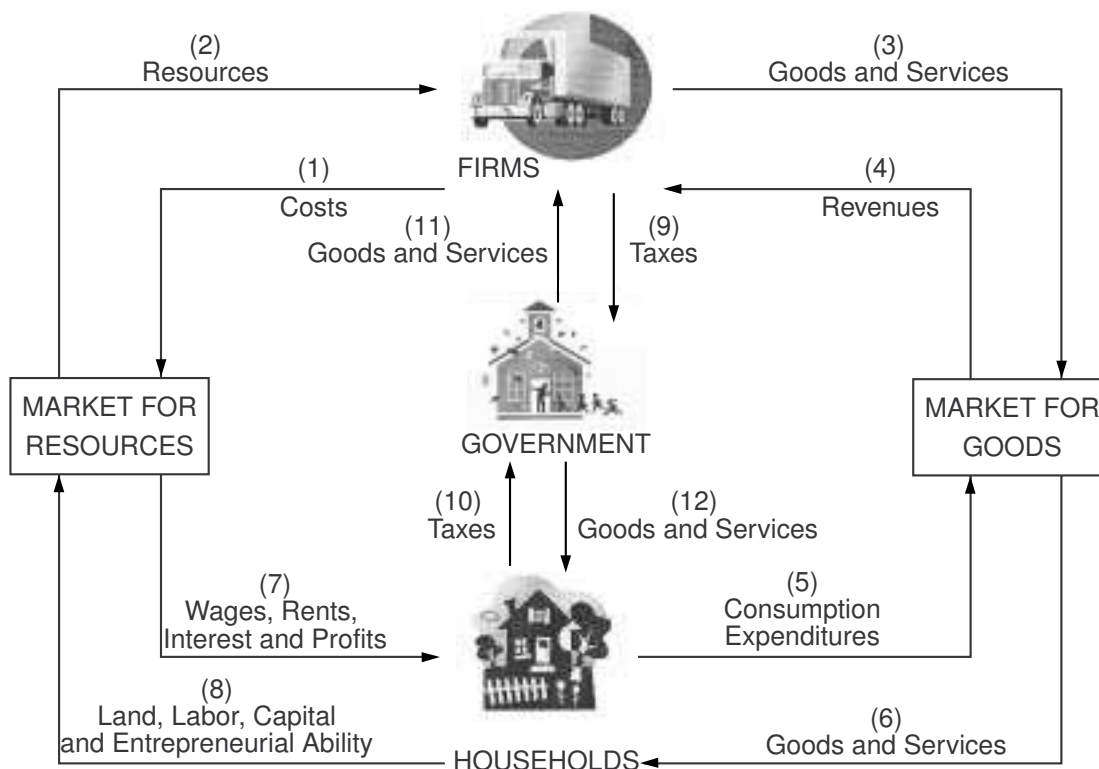 (2)
Resources
(3)
Goods and Services
FIRMS
(1)
Costs
(4)
Revenues
(11)
Goods and Services
(9)
Taxes
MARKET FOR
RESOURCES
GOVERNMENT
MARKET FOR
GOODS
(10)
Taxes
(12)
Goods and Services
(7)
Wages, Rents,
Interest and Profits
(5)
Consumption
Expenditures
(8)
Land, Labor, Capital
and Entrepreneurial Ability
HOUSEHOLDS
(6)
Goods and Services